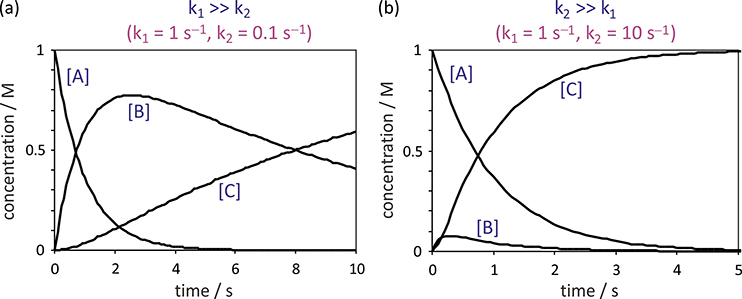 (a)
k₁ >> k₂
(k₁ = 1 s⁻¹, k₂ = 0.1 s⁻¹)
1
0.5
0
concentration / M
[A]
[B]
[C]
0 2 4 6 8 10
time / s
(b)
k₂ >> k₁
(k₁ = 1 s⁻¹, k₂ = 10 s⁻¹)
1
0.5
0
concentration / M
[A]
[C]
[B]
0 1 2 3 4 5
time / s